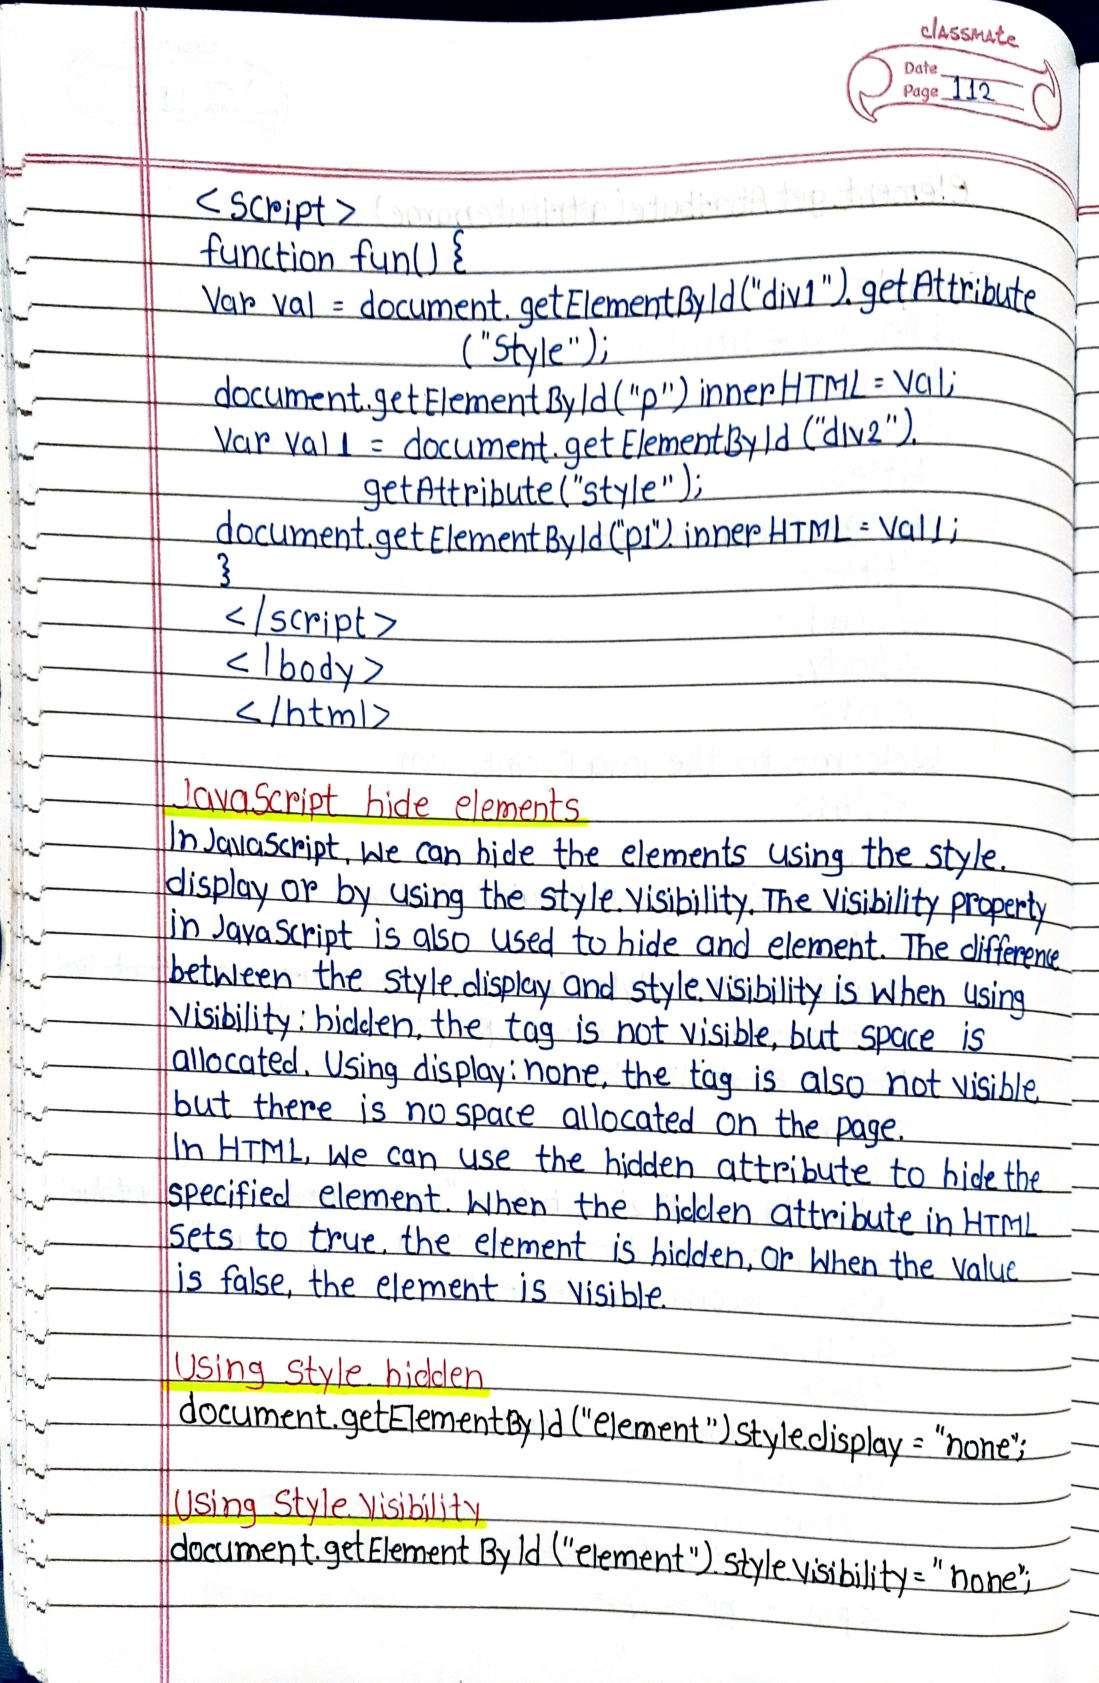 classmate
Date
Page 112
<script>
function fun() {
Var val = document.getElementById("div1").getAttribute
("Style");
document.getElementById("p") innerHTML = val;
Var val1 = document.getElementById("div2").
getAttribute("style");
document.getElementById("p1").innerHTML = val1;
}
</script>
</body>
</html>
JavaScript hide elements
In JavaScript, we can hide the elements using the style.
display or by using the style.visibility. The visibility property
in JavaScript is also used to hide and element. The difference
between the style.display and style.visibility is when using
visibility: hidden, the tag is not visible, but space is
allocated. Using display: none, the tag is also not visible
but there is no space allocated on the page.
In HTML, we can use the hidden attribute to hide the
specified element. When the hidden attribute in HTML
sets to true, the element is hidden, or when the value
is false, the element is visible.
Using Style.hidden
document.getElementById("element")style.display = "none";
Using Style.visibility
document.getElementById("element").style.visibility = "none";